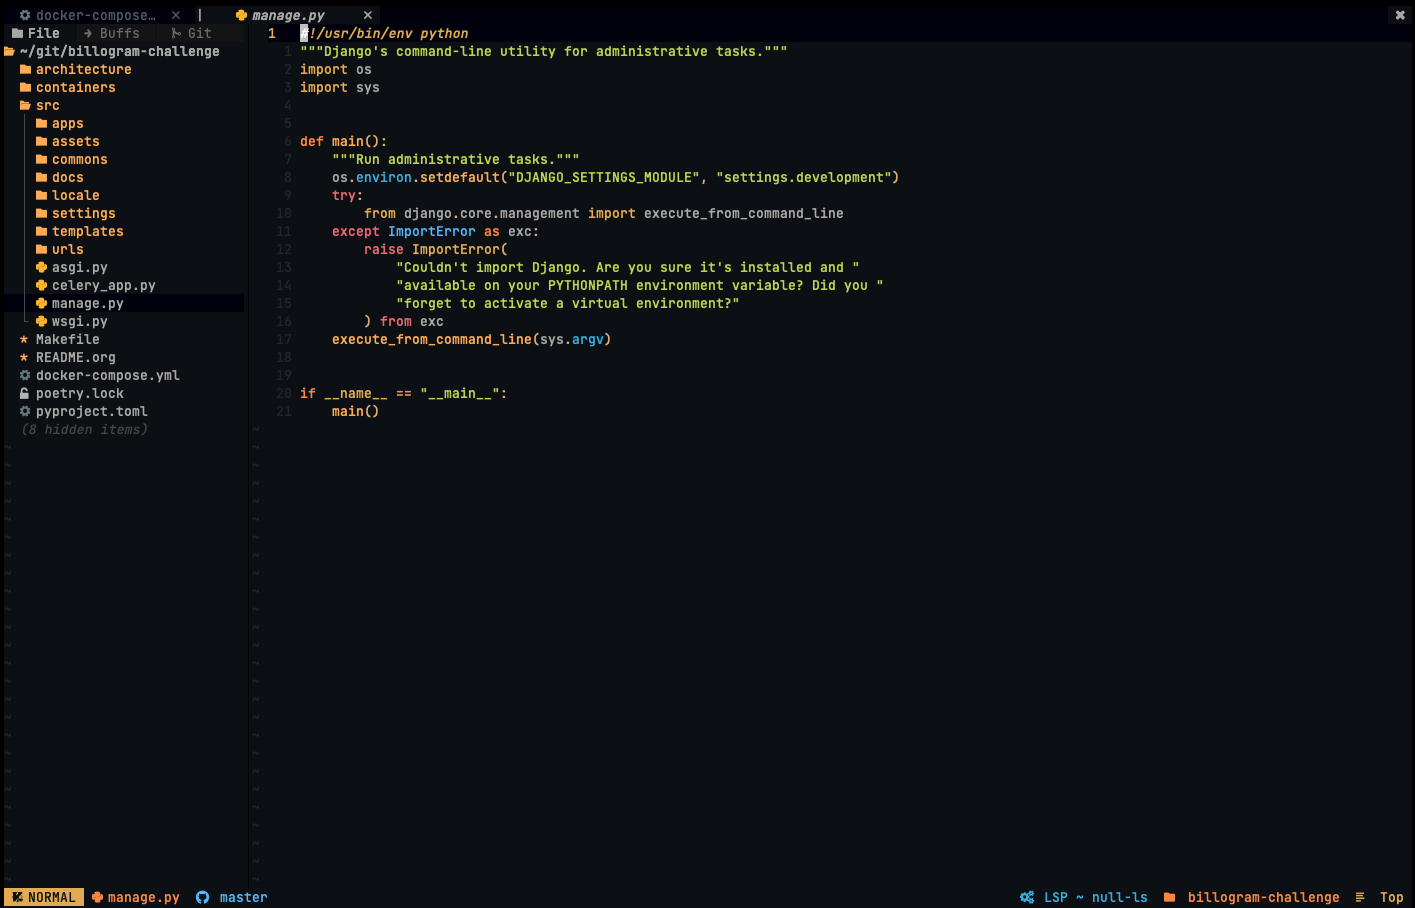 docker-compose… ✕ | manage.py ✕ ✖
File Buffs Git
~/git/billogram-challenge
architecture
containers
src
apps
assets
commons
docs
locale
settings
templates
urls
asgi.py
celery_app.py
manage.py
wsgi.py
* Makefile
* README.org
docker-compose.yml
poetry.lock
pyproject.toml
(8 hidden items)
1 #!/usr/bin/env python
1 """Django's command-line utility for administrative tasks."""
2 import os
3 import sys
4
5
6 def main():
7     """Run administrative tasks."""
8     os.environ.setdefault("DJANGO_SETTINGS_MODULE", "settings.development")
9     try:
10         from django.core.management import execute_from_command_line
11     except ImportError as exc:
12         raise ImportError(
13             "Couldn't import Django. Are you sure it's installed and "
14             "available on your PYTHONPATH environment variable? Did you "
15             "forget to activate a virtual environment?"
16         ) from exc
17     execute_from_command_line(sys.argv)
18
19
20 if __name__ == "__main__":
21     main()
NORMAL manage.py master LSP ~ null-ls billogram-challenge Top